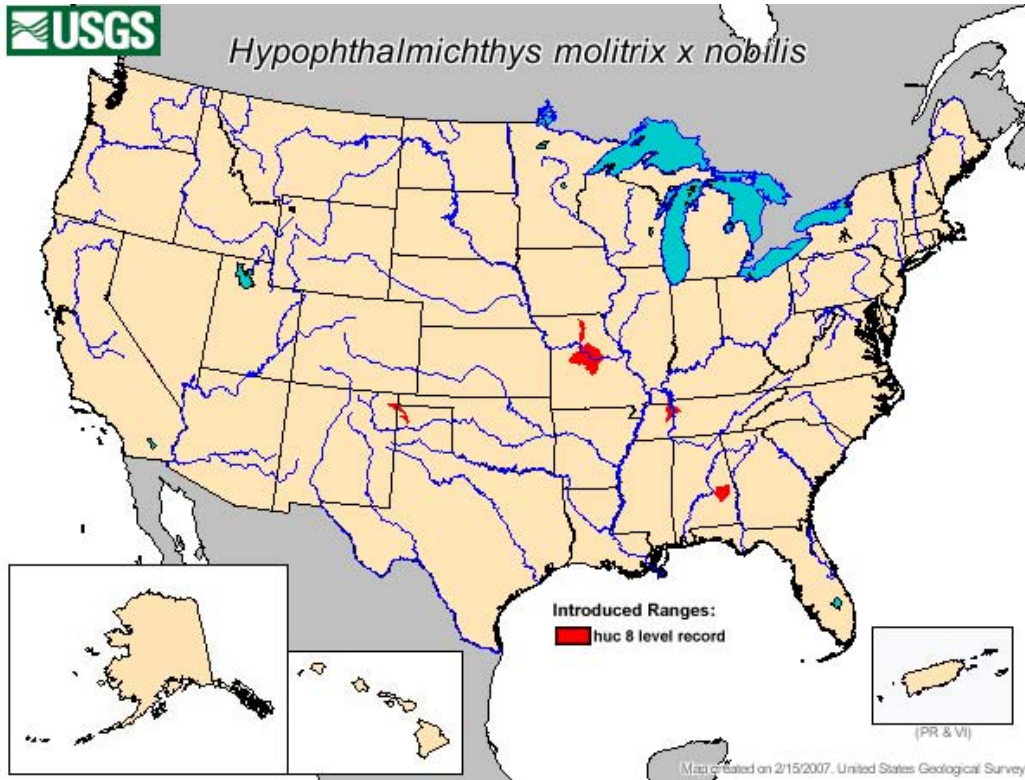 USGS
Hypophthalmichthys molitrix x nobilis
Introduced Ranges:
huc 8 level record
(PR & VI)
Map created on 2/15/2007. United States Geological Survey